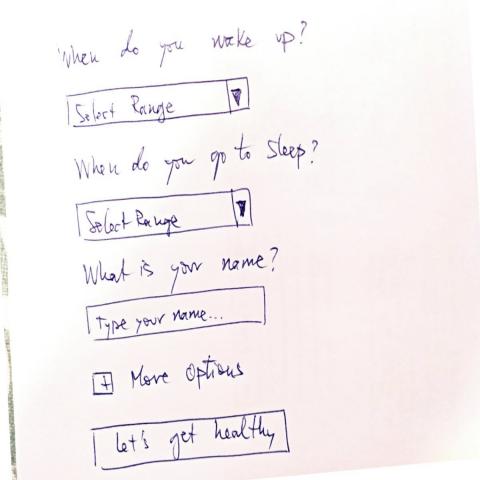 When do you wake up?
Select Range
When do you go to sleep?
Select Range
What is your name?
Type your name...
+ More Options
Let's get healthy